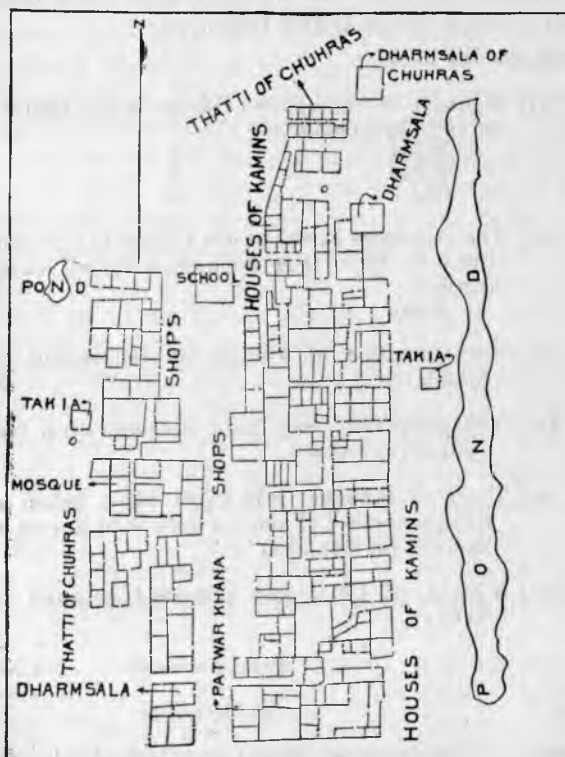 N
DHARMSALA OF CHUHRAS
THATTI OF CHUHRAS
DHARMSALA
HOUSES OF KAMINS
SCHOOL
POND
SHOPS
TAKIA
TAKIA
POND
SHOPS
MOSQUE
THATTI OF CHUHRAS
PATWAR KHANA
HOUSES OF KAMINS
DHARMSALA